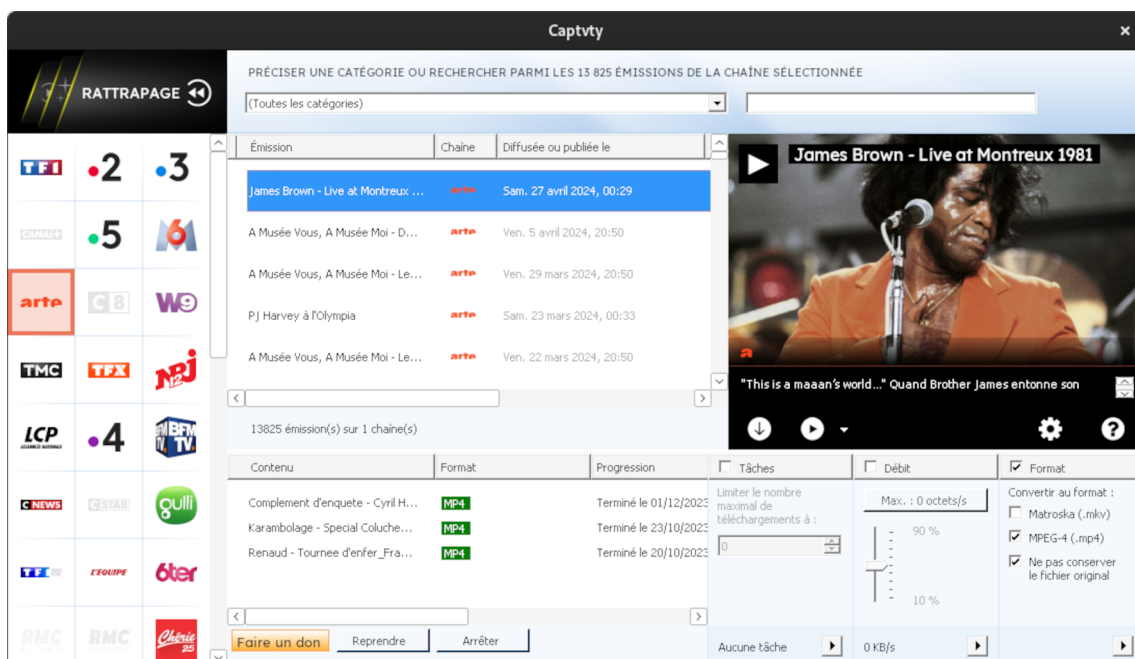 Captvty
RATTRAPAGE
PRÉCISER UNE CATÉGORIE OU RECHERCHER PARMI LES 13 825 ÉMISSIONS DE LA CHAÎNE SÉLECTIONNÉE
(Toutes les catégories)
TF1 2 3
CANAL+ 5 M6
arte C8 W9
TMC TFX NRJ12
LCP ASSEMBLÉE NATIONALE 4 BFM TV.
CNEWS CSTAR gulli
TF1 L'EQUIPE 6ter
RMC RMC Chérie 25
Émission Chaîne Diffusée ou publiée le
James Brown - Live at Montreux ... arte Sam. 27 avril 2024, 00:29
A Musée Vous, A Musée Moi - D... arte Ven. 5 avril 2024, 20:50
A Musée Vous, A Musée Moi - Le... arte Ven. 29 mars 2024, 20:50
PJ Harvey à l'Olympia arte Sam. 23 mars 2024, 00:33
A Musée Vous, A Musée Moi - Le... arte Ven. 22 mars 2024, 20:50
13825 émission(s) sur 1 chaîne(s)
James Brown - Live at Montreux 1981
a
"This is a maaan's world..." Quand Brother James entonne son
?
Contenu Format Progression
Complement d'enquete - Cyril H... MP4 Terminé le 01/12/2023
Karambolage - Special Coluche... MP4 Terminé le 23/10/2023
Renaud - Tournee d'enfer_Fra... MP4 Terminé le 20/10/2023
Faire un don Reprendre Arrêter
Tâches
Limiter le nombre
maximal de
téléchargements à :
0
Aucune tâche
Débit
Max. : 0 octets/s
90 %
10 %
0 KB/s
Format
Convertir au format :
Matroska (.mkv)
MPEG-4 (.mp4)
Ne pas conserver
le fichier original